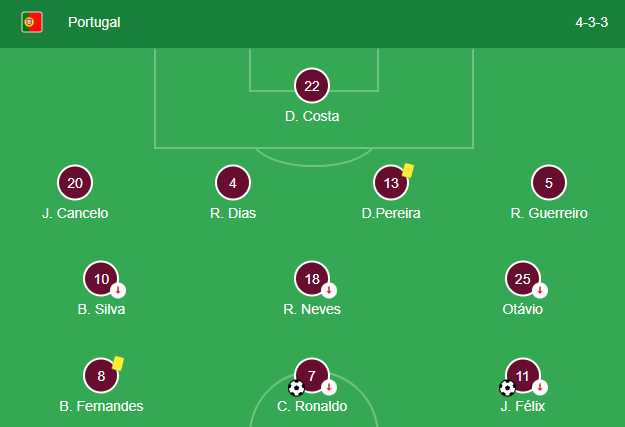 Portugal 4-3-3
22
D. Costa
20 4 13 5
J. Cancelo R. Dias D.Pereira R. Guerreiro
10 18 25
B. Silva R. Neves Otávio
8 7 11
B. Fernandes C. Ronaldo J. Félix